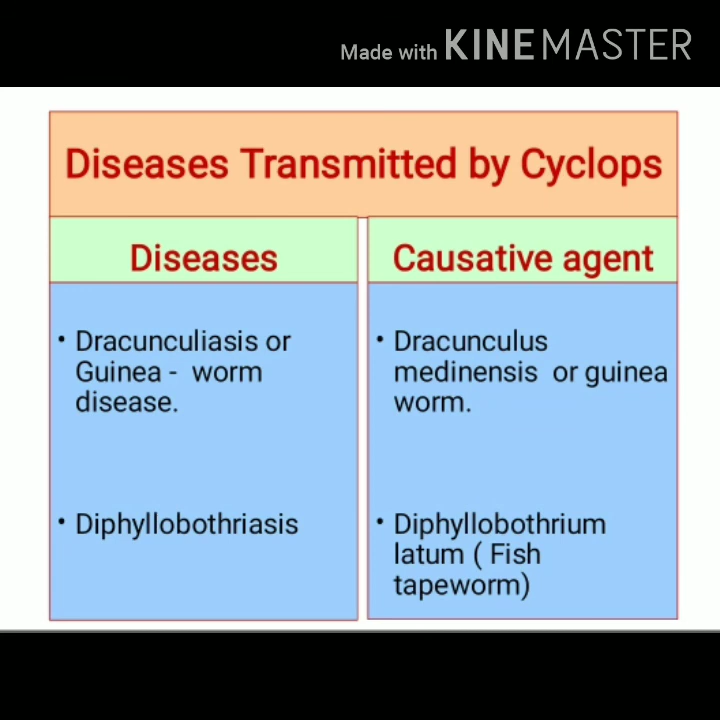 Made with KINEMASTER
Diseases Transmitted by Cyclops
Diseases
Causative agent
• Dracunculiasis or
Guinea - worm
disease.
• Dracunculus
medinensis or guinea
worm.
• Diphyllobothriasis
• Diphyllobothrium
latum ( Fish
tapeworm)